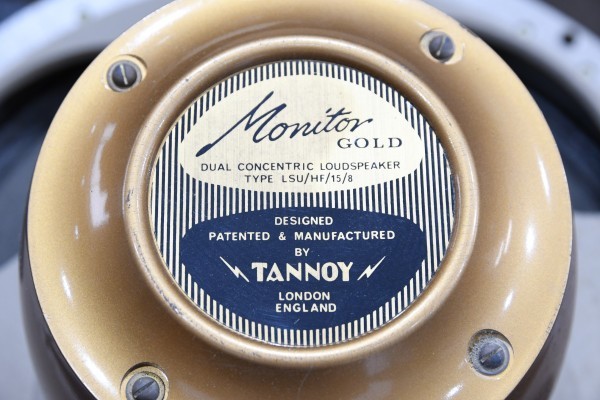 Monitor
GOLD
DUAL CONCENTRIC LOUDSPEAKER
TYPE LSU/HF/15/8
DESIGNED
PATENTED & MANUFACTURED
BY
TANNOY
LONDON
ENGLAND